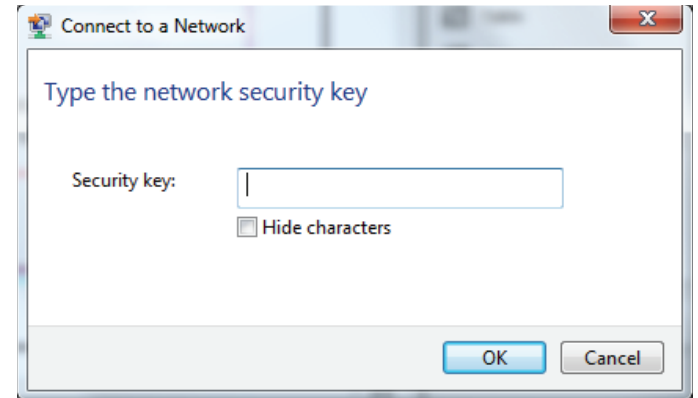 Connect to a Network
Type the network security key
Security key:
Hide characters
OK Cancel